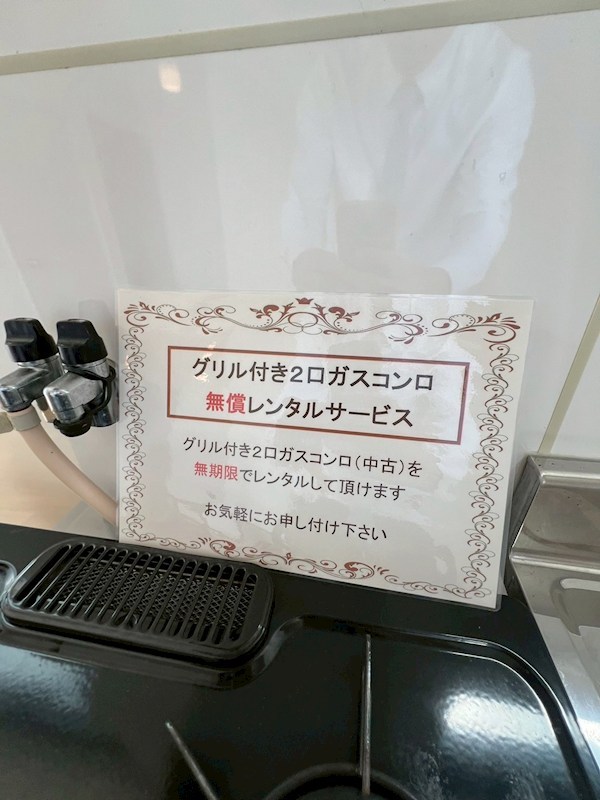 グリル付き2口ガスコンロ
無償レンタルサービス
グリル付き2口ガスコンロ(中古)を
無期限でレンタルして頂けます
お気軽にお申し付け下さい